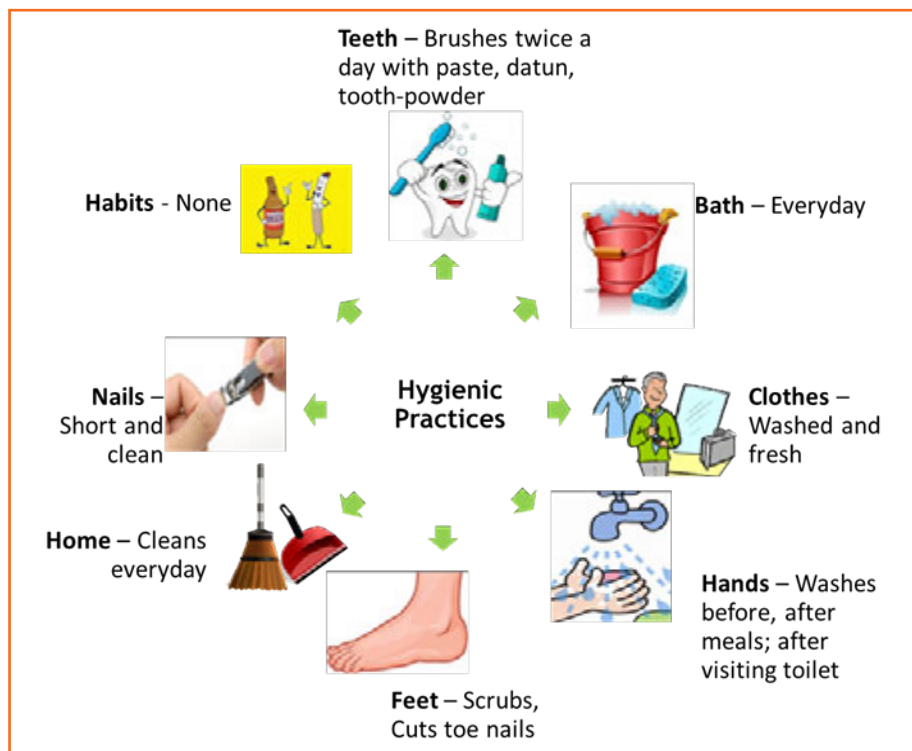 Teeth – Brushes twice a
day with paste, datun,
tooth-powder
Habits - None
Bath – Everyday
Nails –
Short and
clean
Hygienic
Practices
Clothes –
Washed and
fresh
Home – Cleans
everyday
Hands – Washes
before, after
meals; after
visiting toilet
Feet – Scrubs,
Cuts toe nails